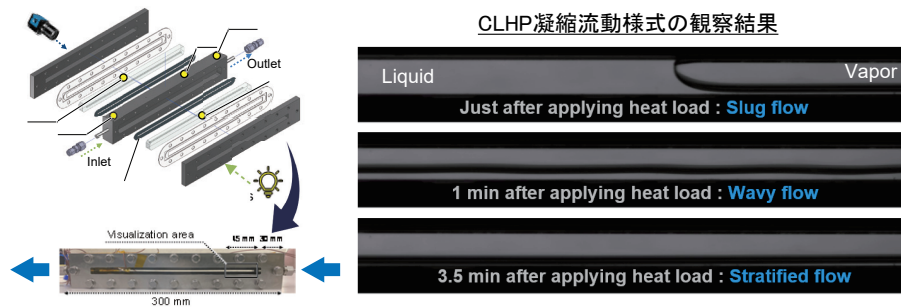 CLHP凝縮流動様式の観察結果
Outlet
Inlet
Liquid
Vapor
Just after applying heat load : Slug flow
1 min after applying heat load : Wavy flow
3.5 min after applying heat load : Stratified flow
Visualization area
30 mm
300 mm